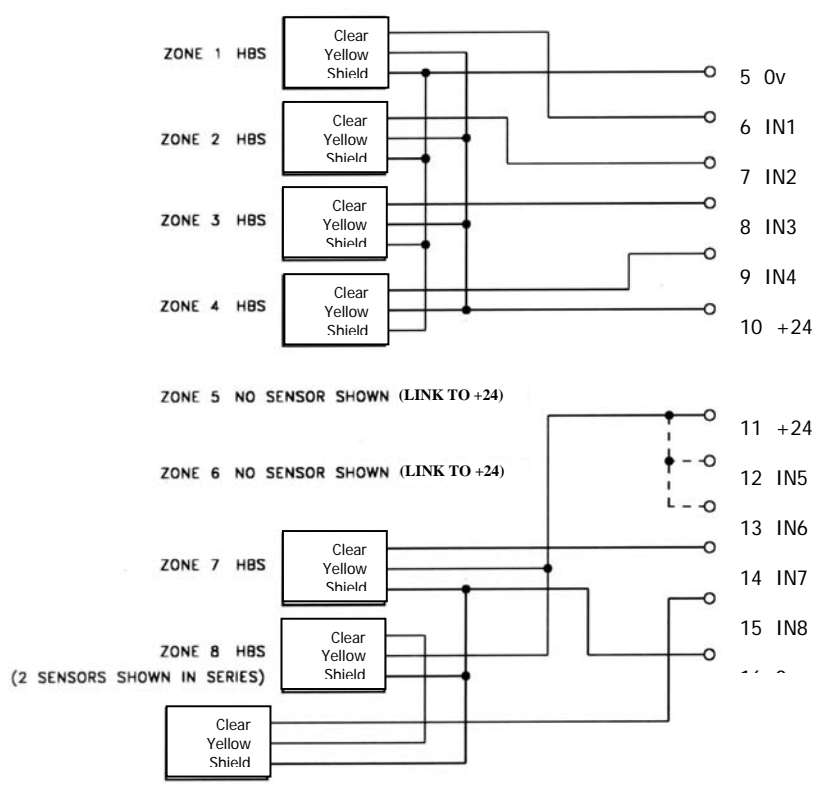 ZONE 1 HBS
Clear
Yellow
Shield
5 0v
6 IN1
ZONE 2 HBS
Clear
Yellow
Shield
7 IN2
ZONE 3 HBS
Clear
Yellow
Shield
8 IN3
9 IN4
ZONE 4 HBS
Clear
Yellow
Shield
10 +24
ZONE 5 NO SENSOR SHOWN (LINK TO +24)
11 +24
ZONE 6 NO SENSOR SHOWN (LINK TO +24)
12 IN5
13 IN6
ZONE 7 HBS
Clear
Yellow
Shield
14 IN7
15 IN8
ZONE 8 HBS
(2 SENSORS SHOWN IN SERIES)
Clear
Yellow
Shield
Clear
Yellow
Shield